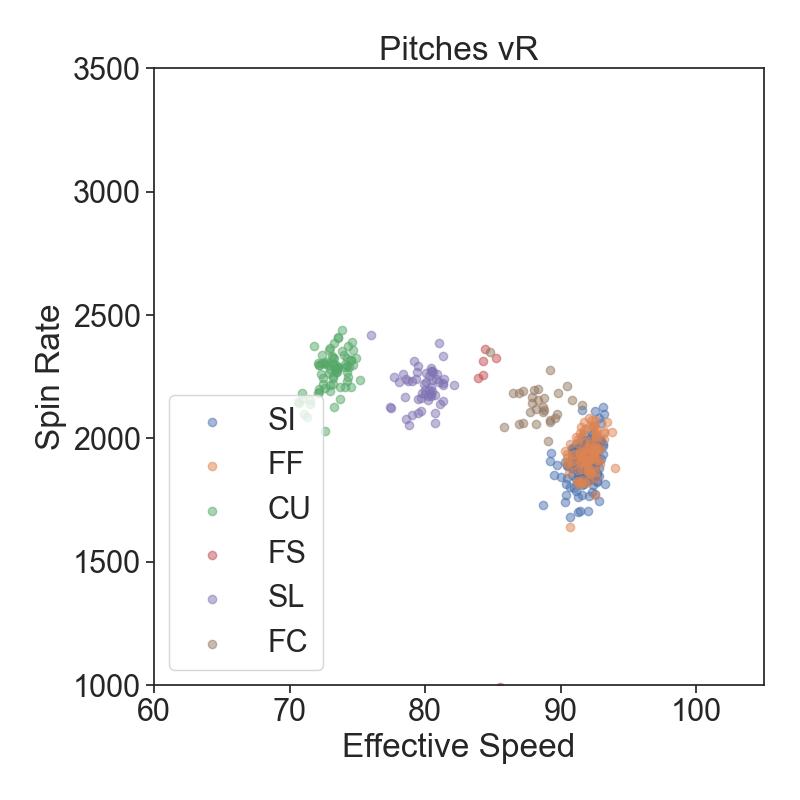 Pitches vR
3500
3000
2500
2000
1500
1000
Spin Rate
SI
FF
CU
FS
SL
FC
60 70 80 90 100
Effective Speed